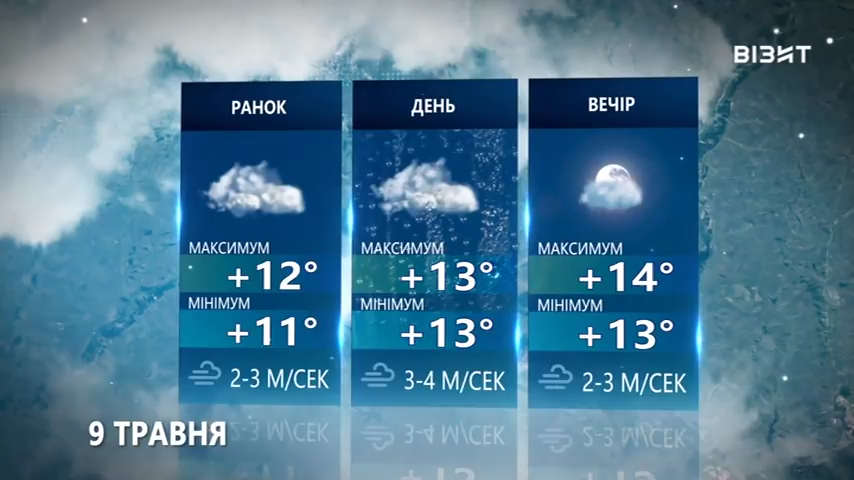 ВІЗИТ
РАНОК
МАКСИМУМ
+12°
МІНІМУМ
+11°
2-3 М/СЕК
ДЕНЬ
МАКСИМУМ
+13°
МІНІМУМ
+13°
3-4 М/СЕК
ВЕЧІР
МАКСИМУМ
+14°
МІНІМУМ
+13°
2-3 М/СЕК
9 ТРАВНЯ